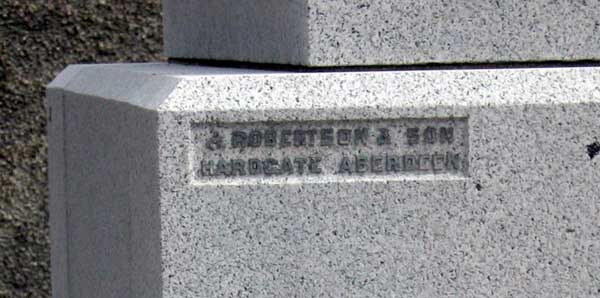 J. ROBERTSON & SON
HARDGATE ABERDEEN